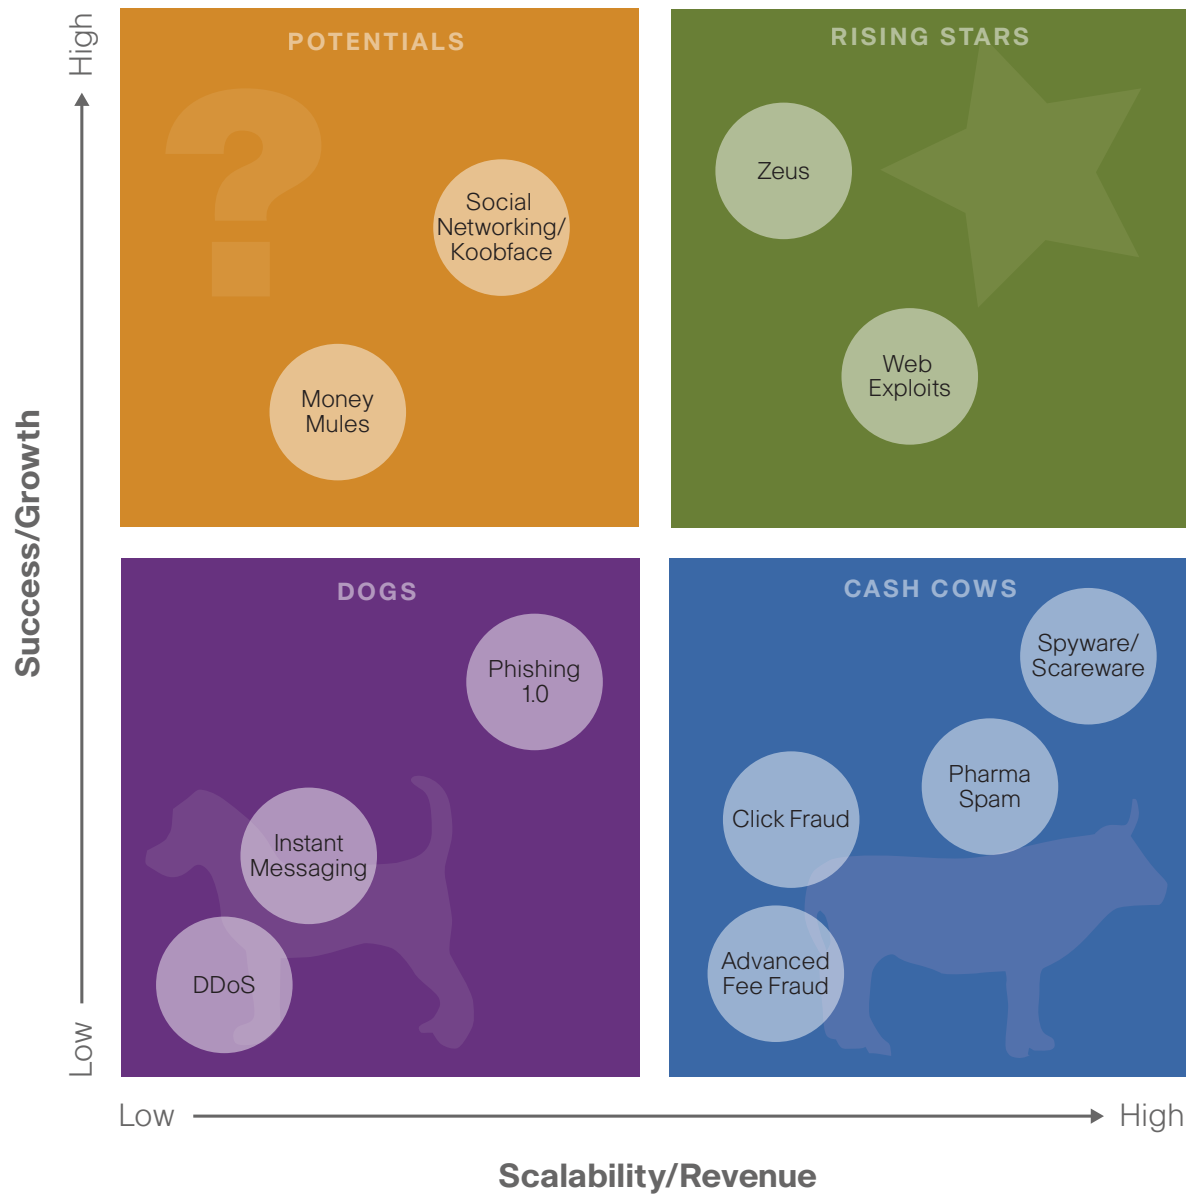 High
POTENTIALS
RISING STARS
Zeus
Social
Networking/
Koobface
Web
Exploits
Money
Mules
Success/Growth
DOGS
CASH COWS
Spyware/
Scareware
Phishing
1.0
Pharma
Spam
Click Fraud
Instant
Messaging
Advanced
Fee Fraud
DDoS
Low
Low
High
Scalability/Revenue